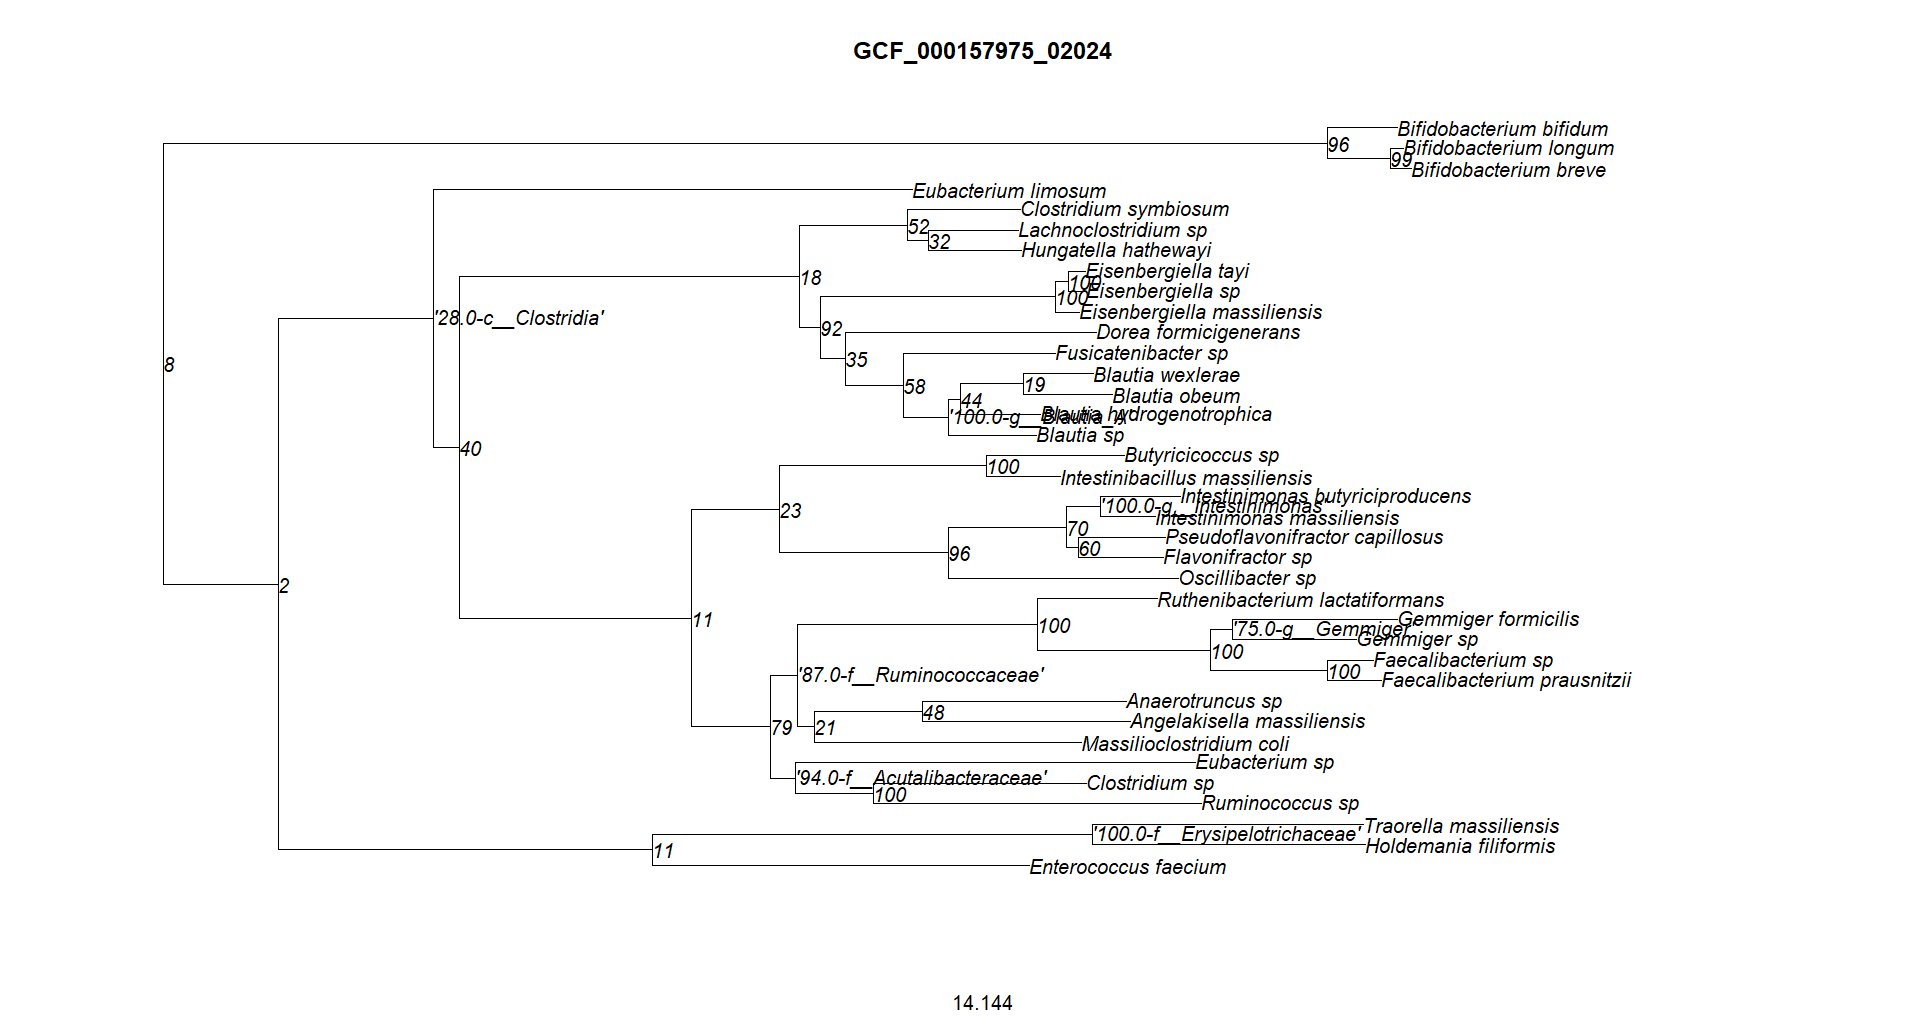 GCF_000157975_02024
Bifidobacterium bifidum
96
Bifidobacterium longum
99
Bifidobacterium breve
Eubacterium limosum
Clostridium symbiosum
52
Lachnoclostridium sp
32
Hungatella hathewayi
Eisenbergiella tayi
18
100
Eisenbergiella sp
100
Eisenbergiella massiliensis
'28.0-c__Clostridia'
92
Dorea formicigenerans
Fusicatenibacter sp
35
8
Blautia wexlerae
19
58
Blautia obeum
44
Blautia hydrogenotrophica
'100.0-g__Blautia_A'
Blautia sp
40
Butyricicoccus sp
100
Intestinibacillus massiliensis
Intestinimonas butyriciproducens
'100.0-g__Intestinimonas'
23
Intestinimonas massiliensis
70
Pseudoflavonifractor capillosus
60
96
Flavonifractor sp
Oscillibacter sp
2
Ruthenibacterium lactatiformans
11
Gemmiger formicilis
100
'75.0-g__Gemmiger'
Gemmiger sp
100
Faecalibacterium sp
100
'87.0-f__Ruminococcaceae'
Faecalibacterium prausnitzii
Anaerotruncus sp
48
Angelakisella massiliensis
79
21
Massilioclostridium coli
Eubacterium sp
'94.0-f__Acutalibacteraceae'
Clostridium sp
100
Ruminococcus sp
Traorella massiliensis
'100.0-f__Erysipelotrichaceae'
Holdemania filiformis
11
Enterococcus faecium
14.144